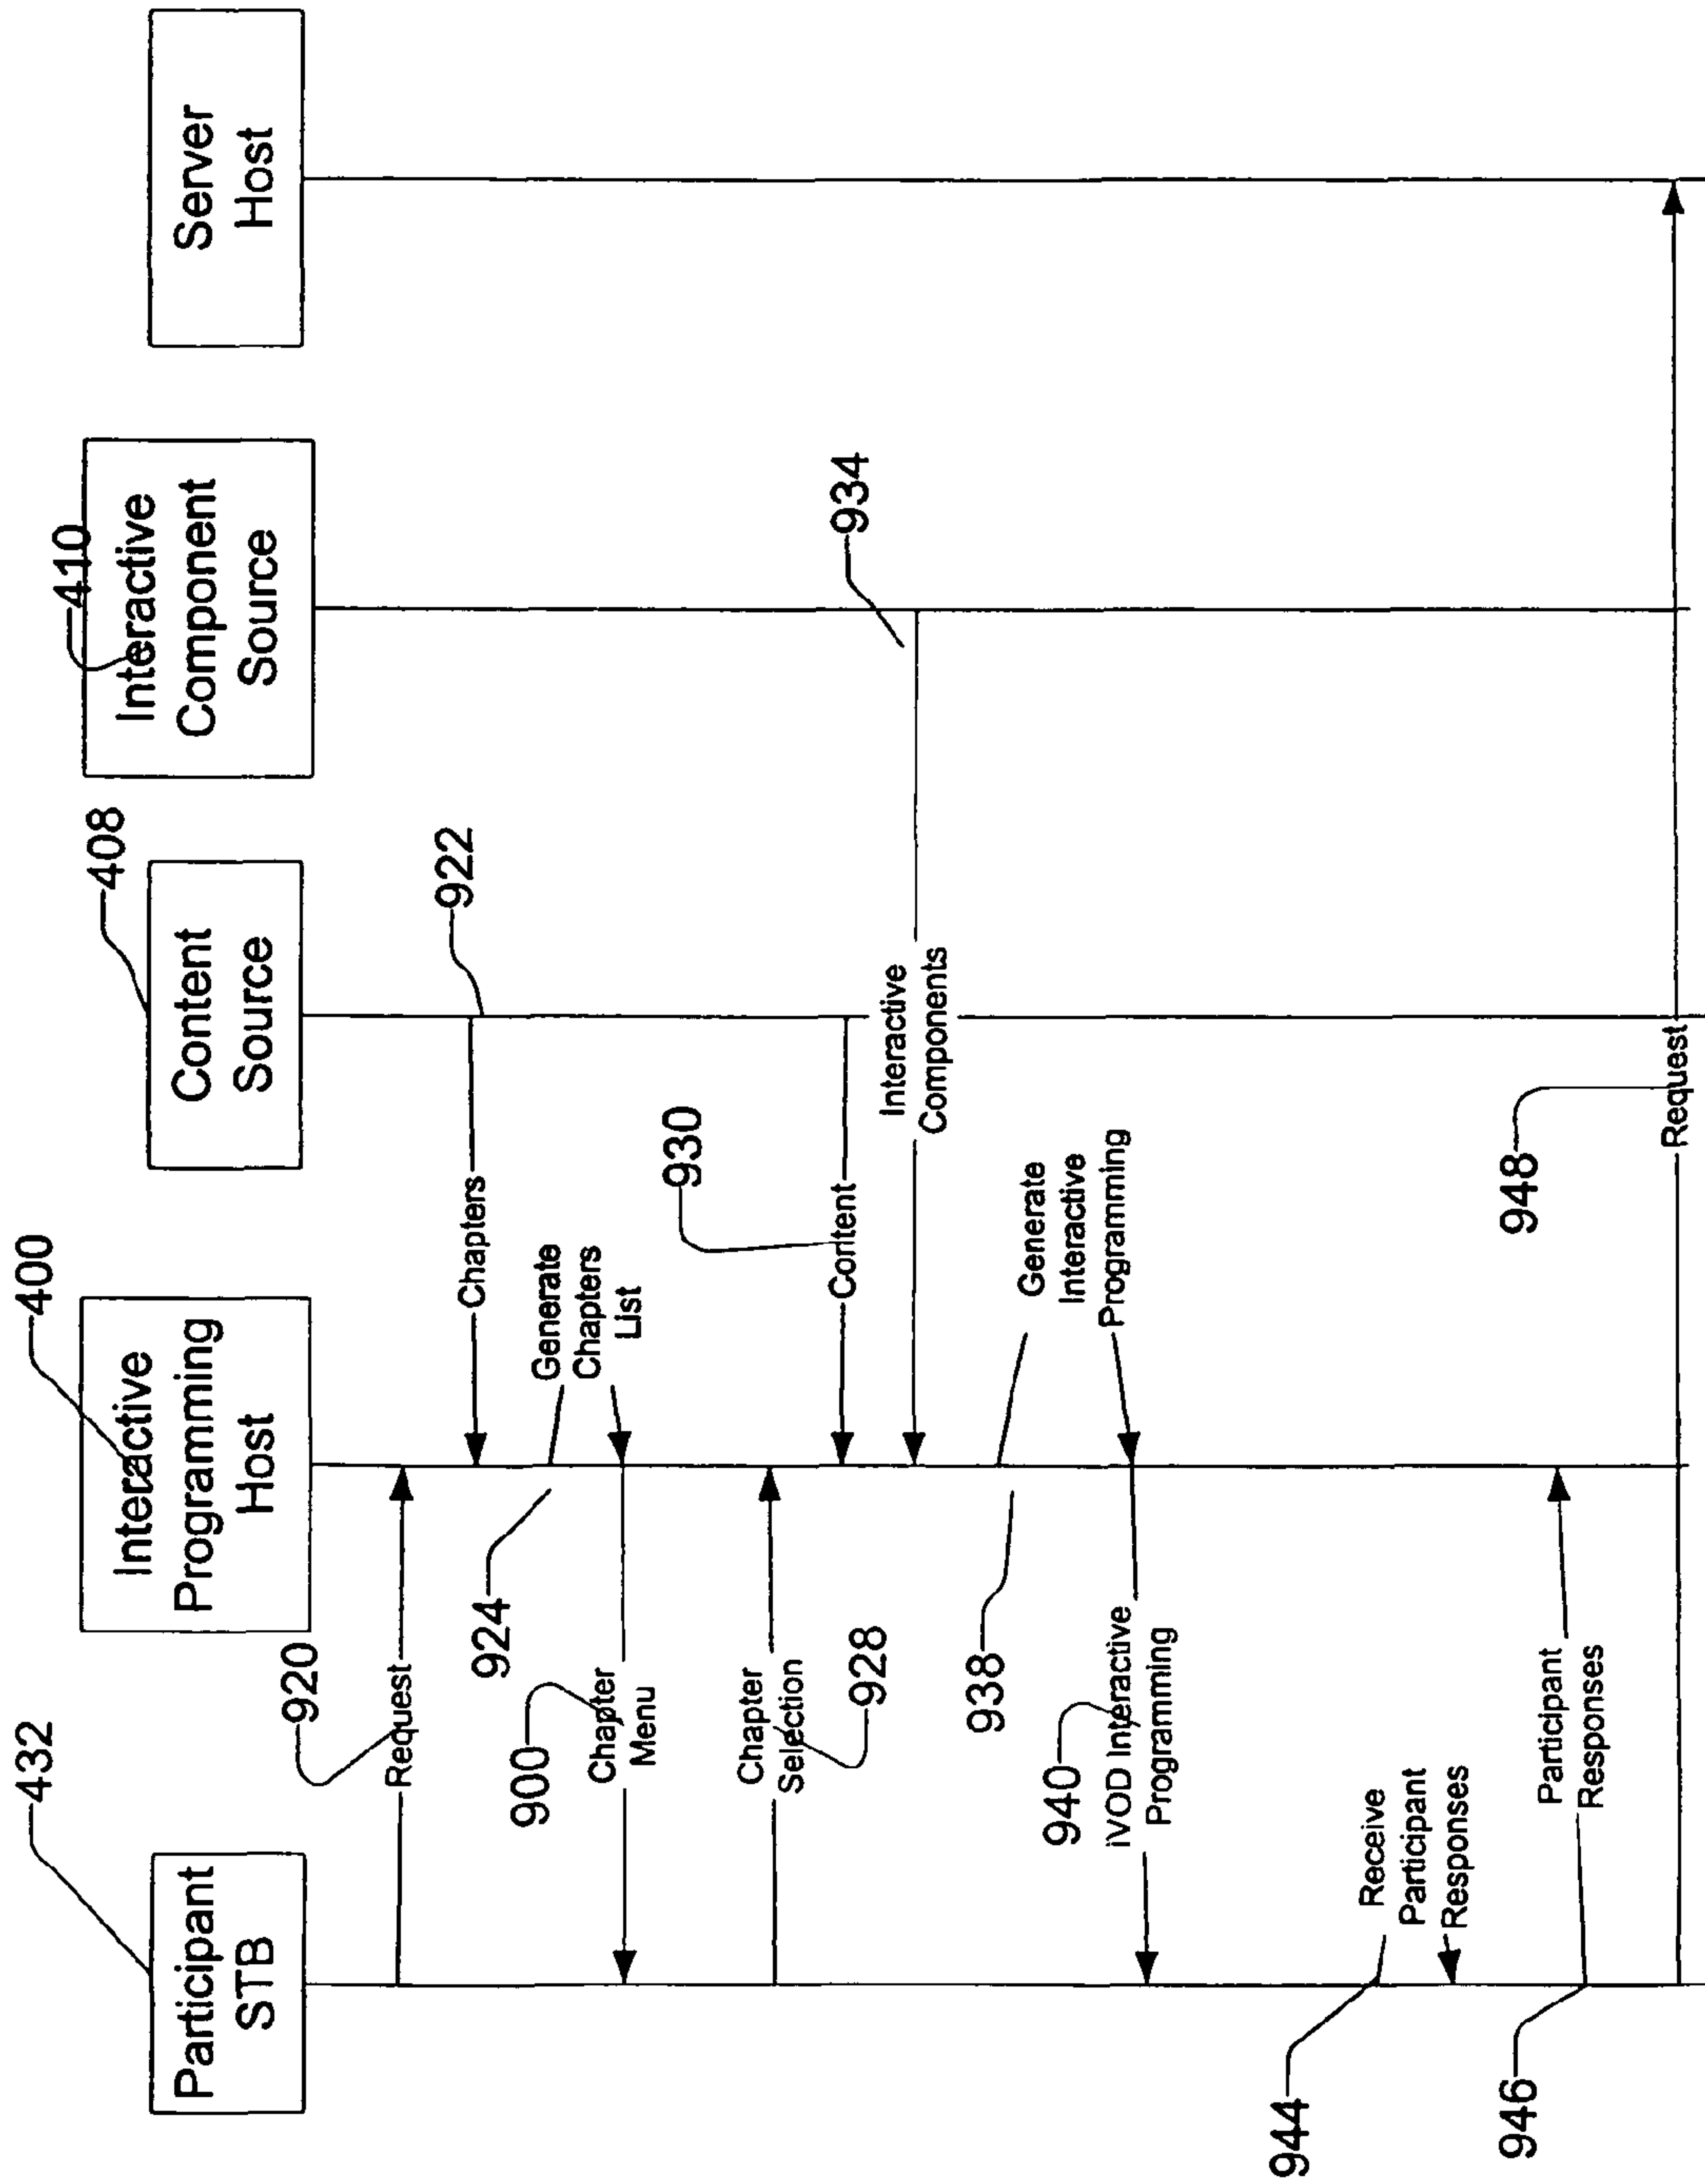 432
Participant
STB
400
Interactive
Programming
Host
408
Content
Source
410
Interactive
Component
Source
Server
Host
920
Request
922
Chapters
924
Generate
Chapters
List
900
Chapter
Menu
928
Chapter
Selection
930
Content
934
Interactive
Components
938
Generate
Interactive
Programming
940
iVOD Interactive
Programming
944
Receive
Participant
Responses
946
Participant
Responses
948
Request